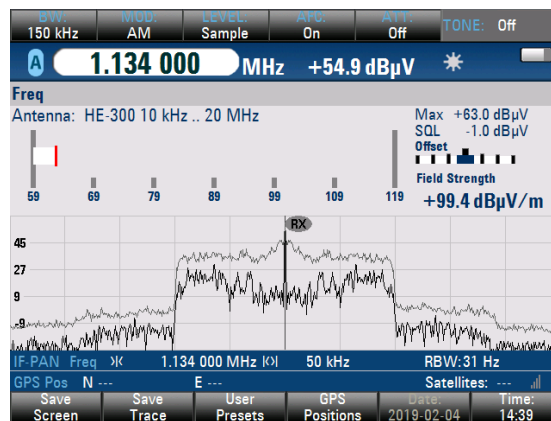 BW: MOD: LEVEL: AFC: ATT: TONE: Off
150 kHz AM Sample On Off
A 1.134 000 MHz +54.9 dBµV
Freq
Antenna: HE-300 10 kHz .. 20 MHz
Max +63.0 dBµV
SQL -1.0 dBµV
Offset
Field Strength
59 69 79 89 99 109 119
+99.4 dBµV/m
RX
45
27
9
-9
IF-PAN Freq 1.134 000 MHz 50 kHz RBW:31 Hz
GPS Pos N --- E --- Satellites: ---
Save Screen
Save Trace
User Presets
GPS Positions
Date: 2019-02-04
Time: 14:39